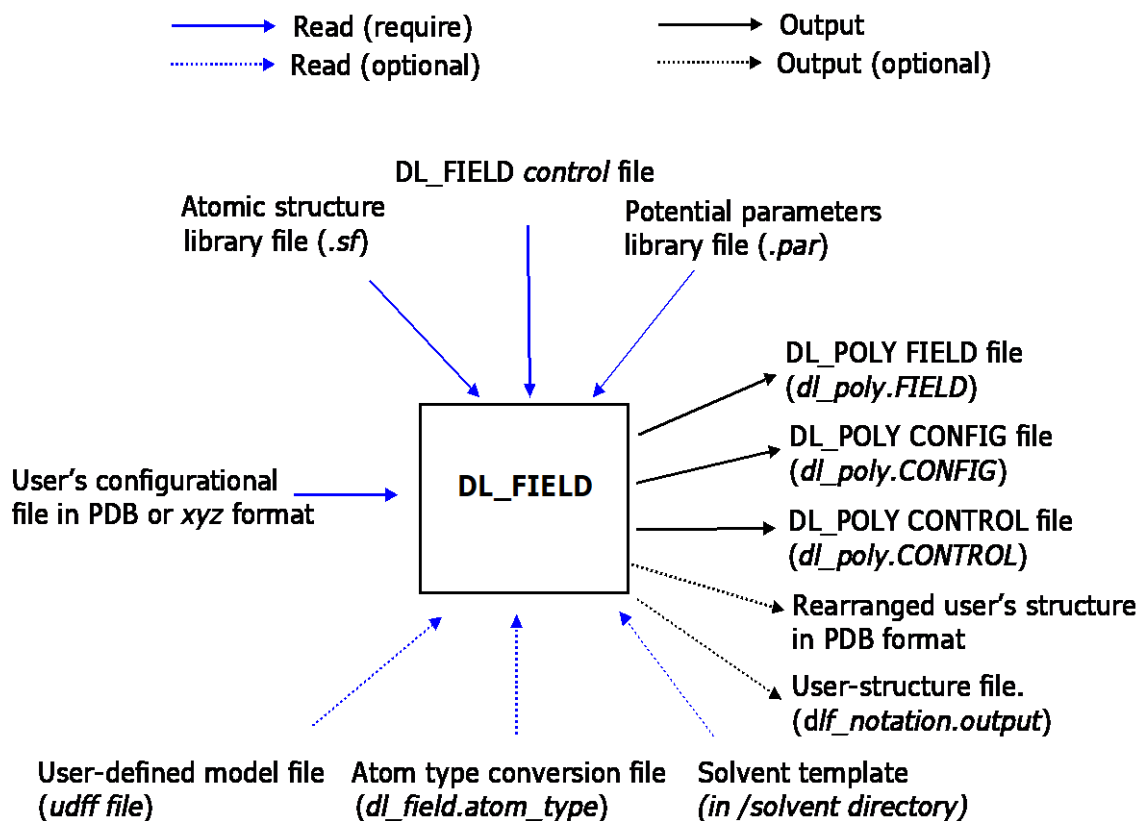 Read (require)
Output
Read (optional)
Output (optional)
DL_FIELD control file
Atomic structure
library file (.sf)
Potential parameters
library file (.par)
DL_POLY FIELD file
(dl_poly.FIELD)
DL_POLY CONFIG file
(dl_poly.CONFIG)
User's configurational
file in PDB or xyz format
DL_FIELD
DL_POLY CONTROL file
(dl_poly.CONTROL)
Rearranged user's structure
in PDB format
User-structure file.
(dlf_notation.output)
User-defined model file
(udff file)
Atom type conversion file
(dl_field.atom_type)
Solvent template
(in /solvent directory)